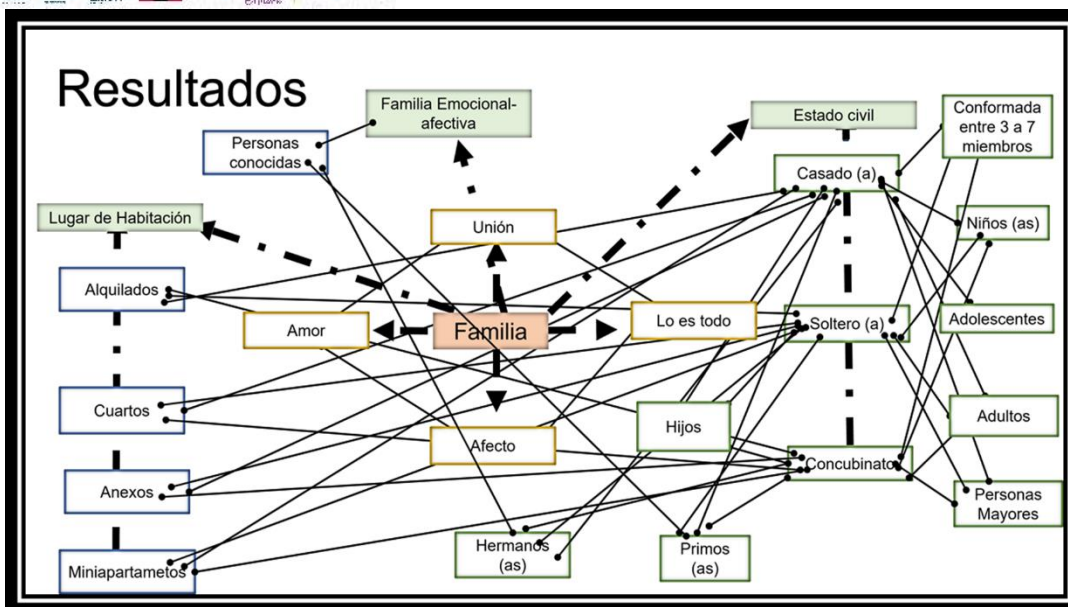 Resultados
Familia Emocional-
afectiva
Estado civil
Conformada
entre 3 a 7
miembros
Personas
conocidas
Casado (a)
Lugar de Habitación
Unión
Niños (as)
Alquilados
Amor
Familia
Lo es todo
Soltero (a)
Adolescentes
Cuartos
Hijos
Adultos
Afecto
Anexos
Concubinato
Personas
Mayores
Hermanos
(as)
Primos
(as)
Miniapartametos